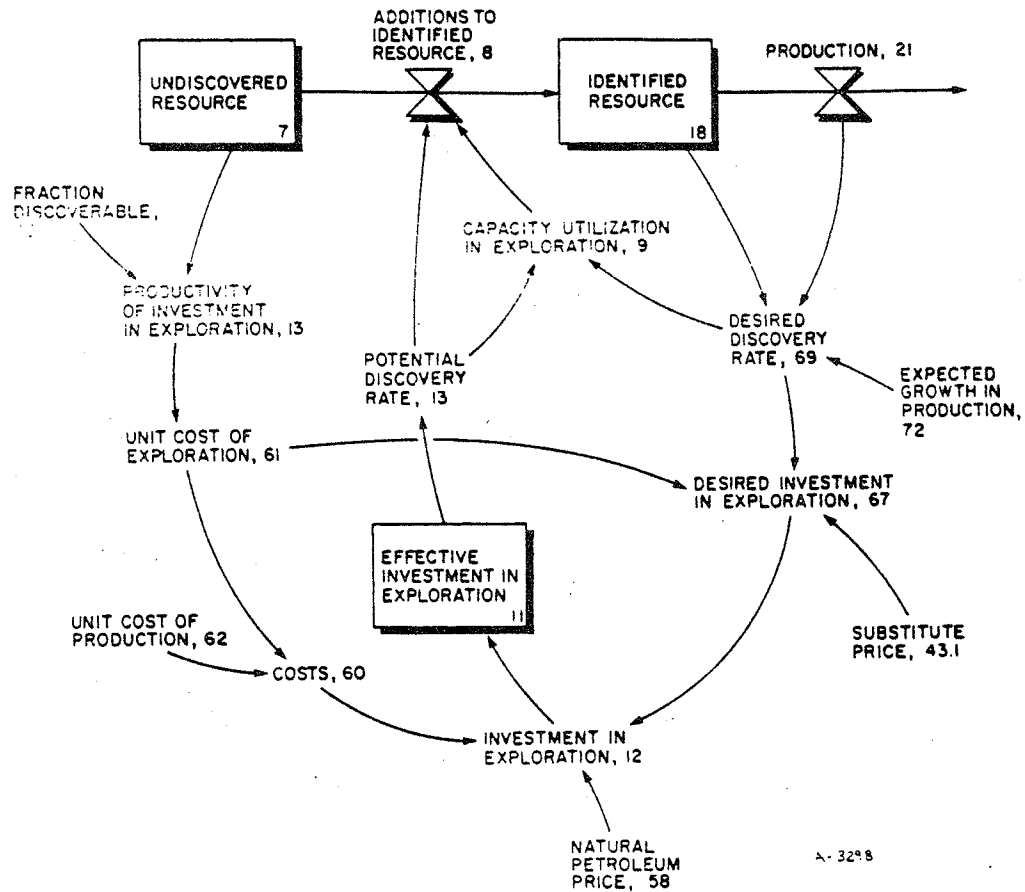 ADDITIONS TO
IDENTIFIED
RESOURCE, 8
PRODUCTION, 21
UNDISCOVERED
RESOURCE
7
IDENTIFIED
RESOURCE
18
FRACTION
DISCOVERABLE,
CAPACITY UTILIZATION
IN EXPLORATION, 9
PRODUCTIVITY
OF INVESTMENT
IN EXPLORATION, 13
POTENTIAL
DISCOVERY
RATE, 13
DESIRED
DISCOVERY
RATE, 69
EXPECTED
GROWTH IN
PRODUCTION,
72
UNIT COST OF
EXPLORATION, 61
DESIRED INVESTMENT
IN EXPLORATION, 67
EFFECTIVE
INVESTMENT IN
EXPLORATION
11
UNIT COST OF
PRODUCTION, 62
SUBSTITUTE
PRICE, 43.1
COSTS, 60
INVESTMENT IN
EXPLORATION, 12
NATURAL
PETROLEUM
PRICE, 58
A-3298